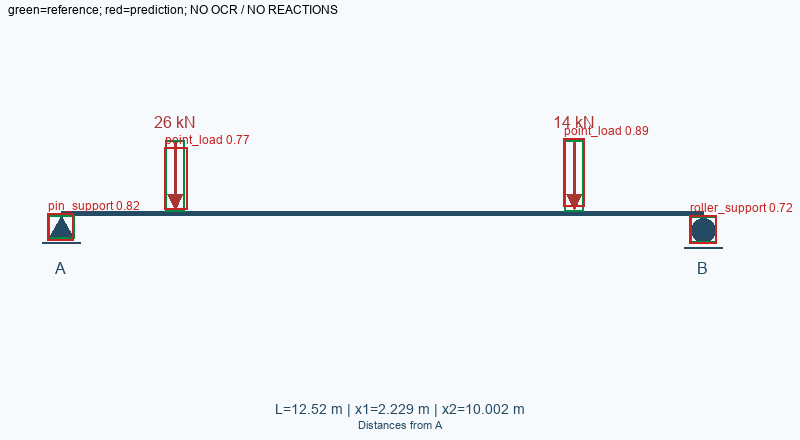 green=reference; red=prediction; NO OCR / NO REACTIONS
26 kN
14 kN
point_load 0.77
point_load 0.89
pin_support 0.82
roller_support 0.72
A
B
L=12.52 m | x1=2.229 m | x2=10.002 m
Distances from A